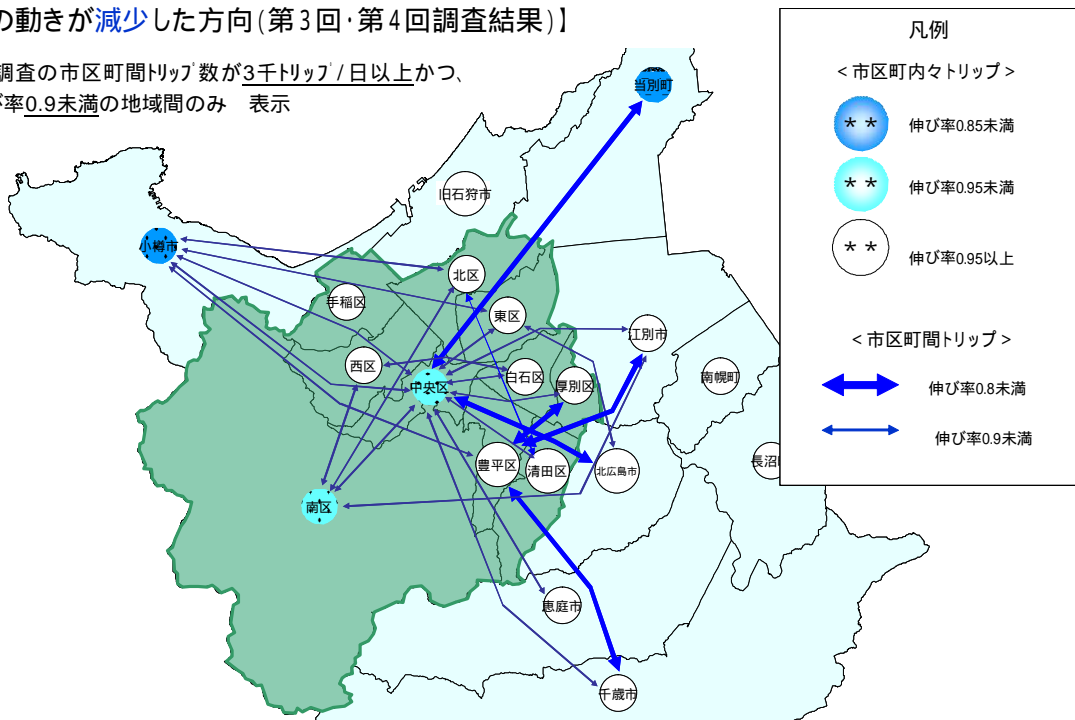 の動きが減少した方向(第3回・第4回調査結果)】
調査の市区町間ﾄﾘｯﾌﾟ数が3千ﾄﾘｯﾌﾟ/日以上かつ、
率0.9未満の地域間のみ 表示
凡例
<市区町内々トリップ>
** 伸び率0.85未満
** 伸び率0.95未満
** 伸び率0.95以上
<市区町間トリップ>
伸び率0.8未満
伸び率0.9未満
当別町
旧石狩市
小樽市
北区
手稲区
東区
江別市
西区
中央区
白石区
厚別区
南幌町
豊平区
清田区
北広島市
長沼
南区
恵庭市
千歳市